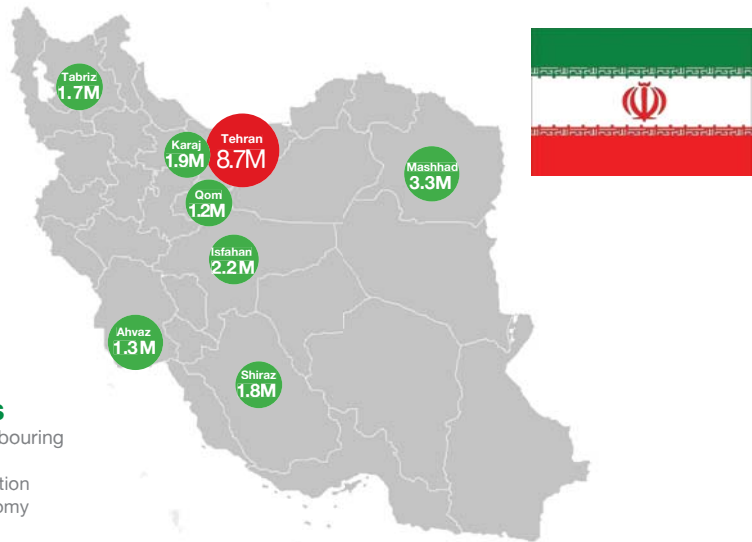 Tabriz
1.7M
Karaj
1.9M
Tehran
8.7M
Mashhad
3.3M
Qom
1.2M
Isfahan
2.2M
Ahvaz
1.3M
Shiraz
1.8M
s
bouring
tion
omy